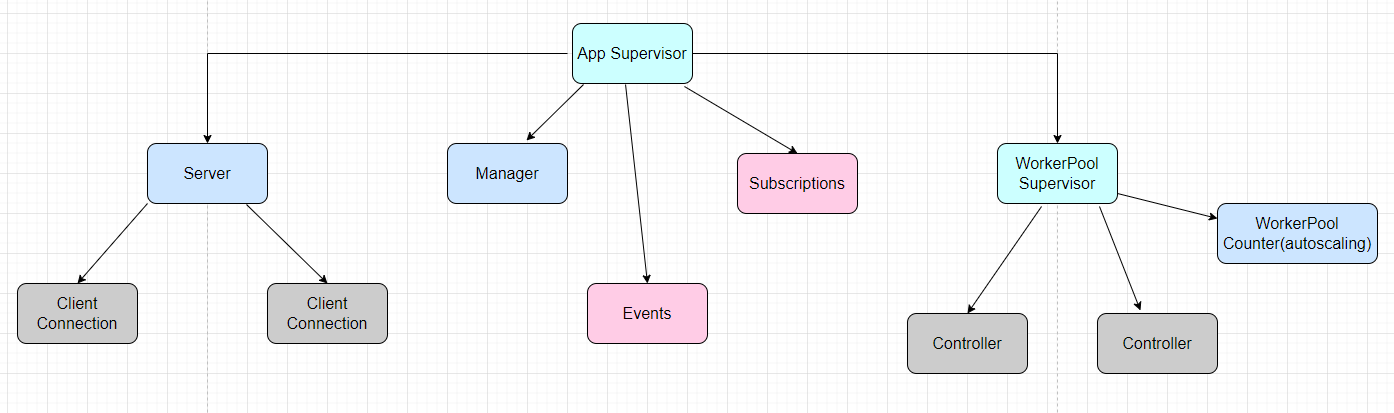 App Supervisor
Server
Manager
Subscriptions
WorkerPool
Supervisor
WorkerPool
Counter(autoscaling)
Client
Connection
Client
Connection
Events
Controller
Controller